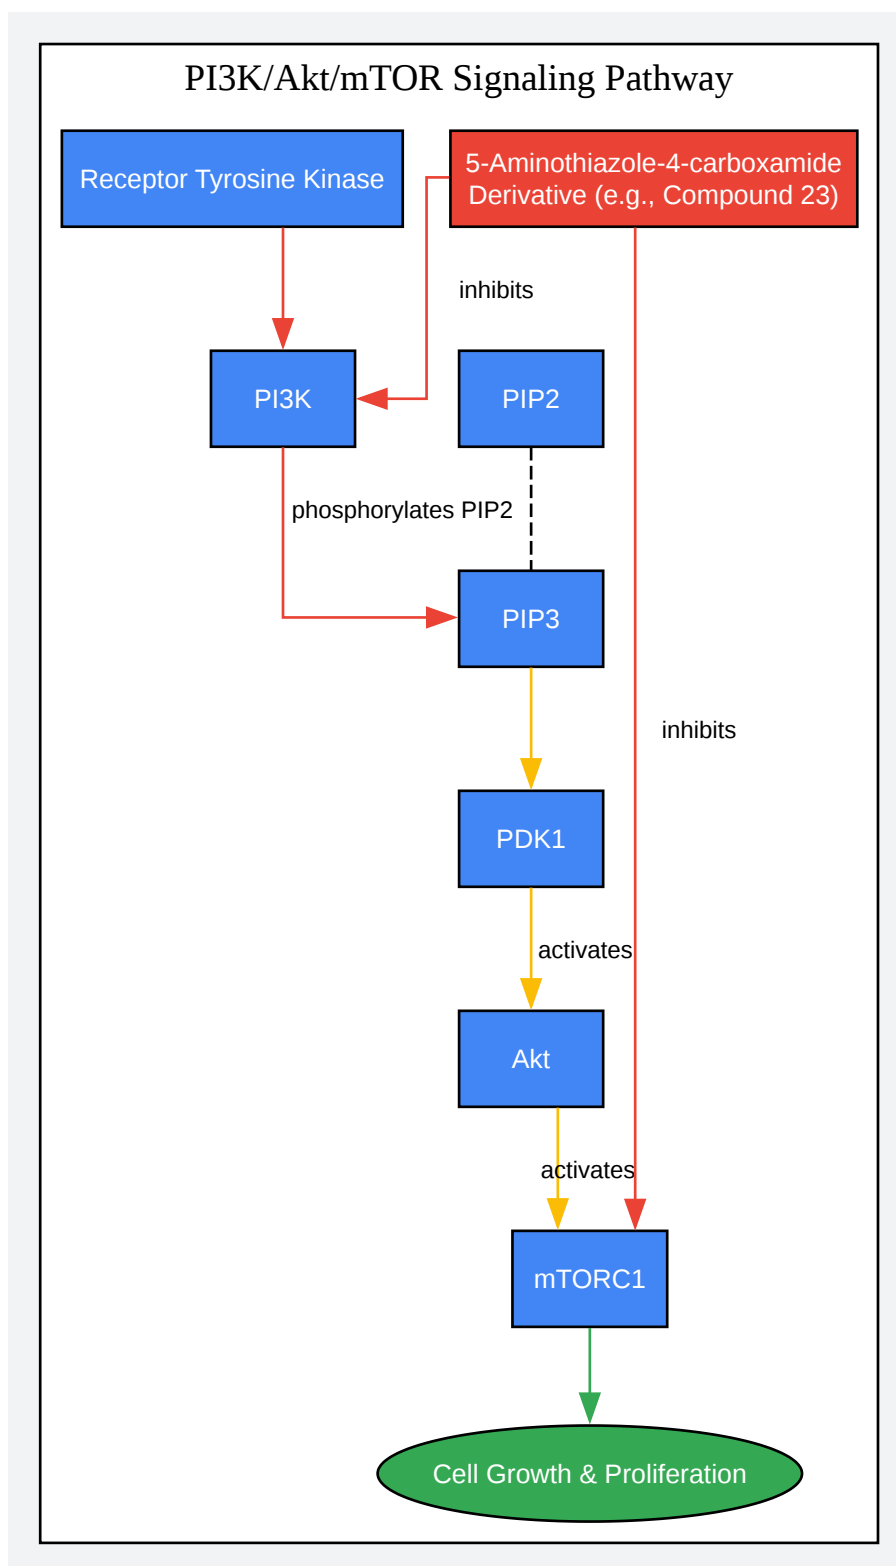 PI3K/Akt/mTOR Signaling Pathway
Receptor Tyrosine Kinase
5-Aminothiazole-4-carboxamide
Derivative (e.g., Compound 23)
inhibits
PI3K
PIP2
phosphorylates PIP2
PIP3
inhibits
PDK1
activates
Akt
activates
mTORC1
Cell Growth & Proliferation